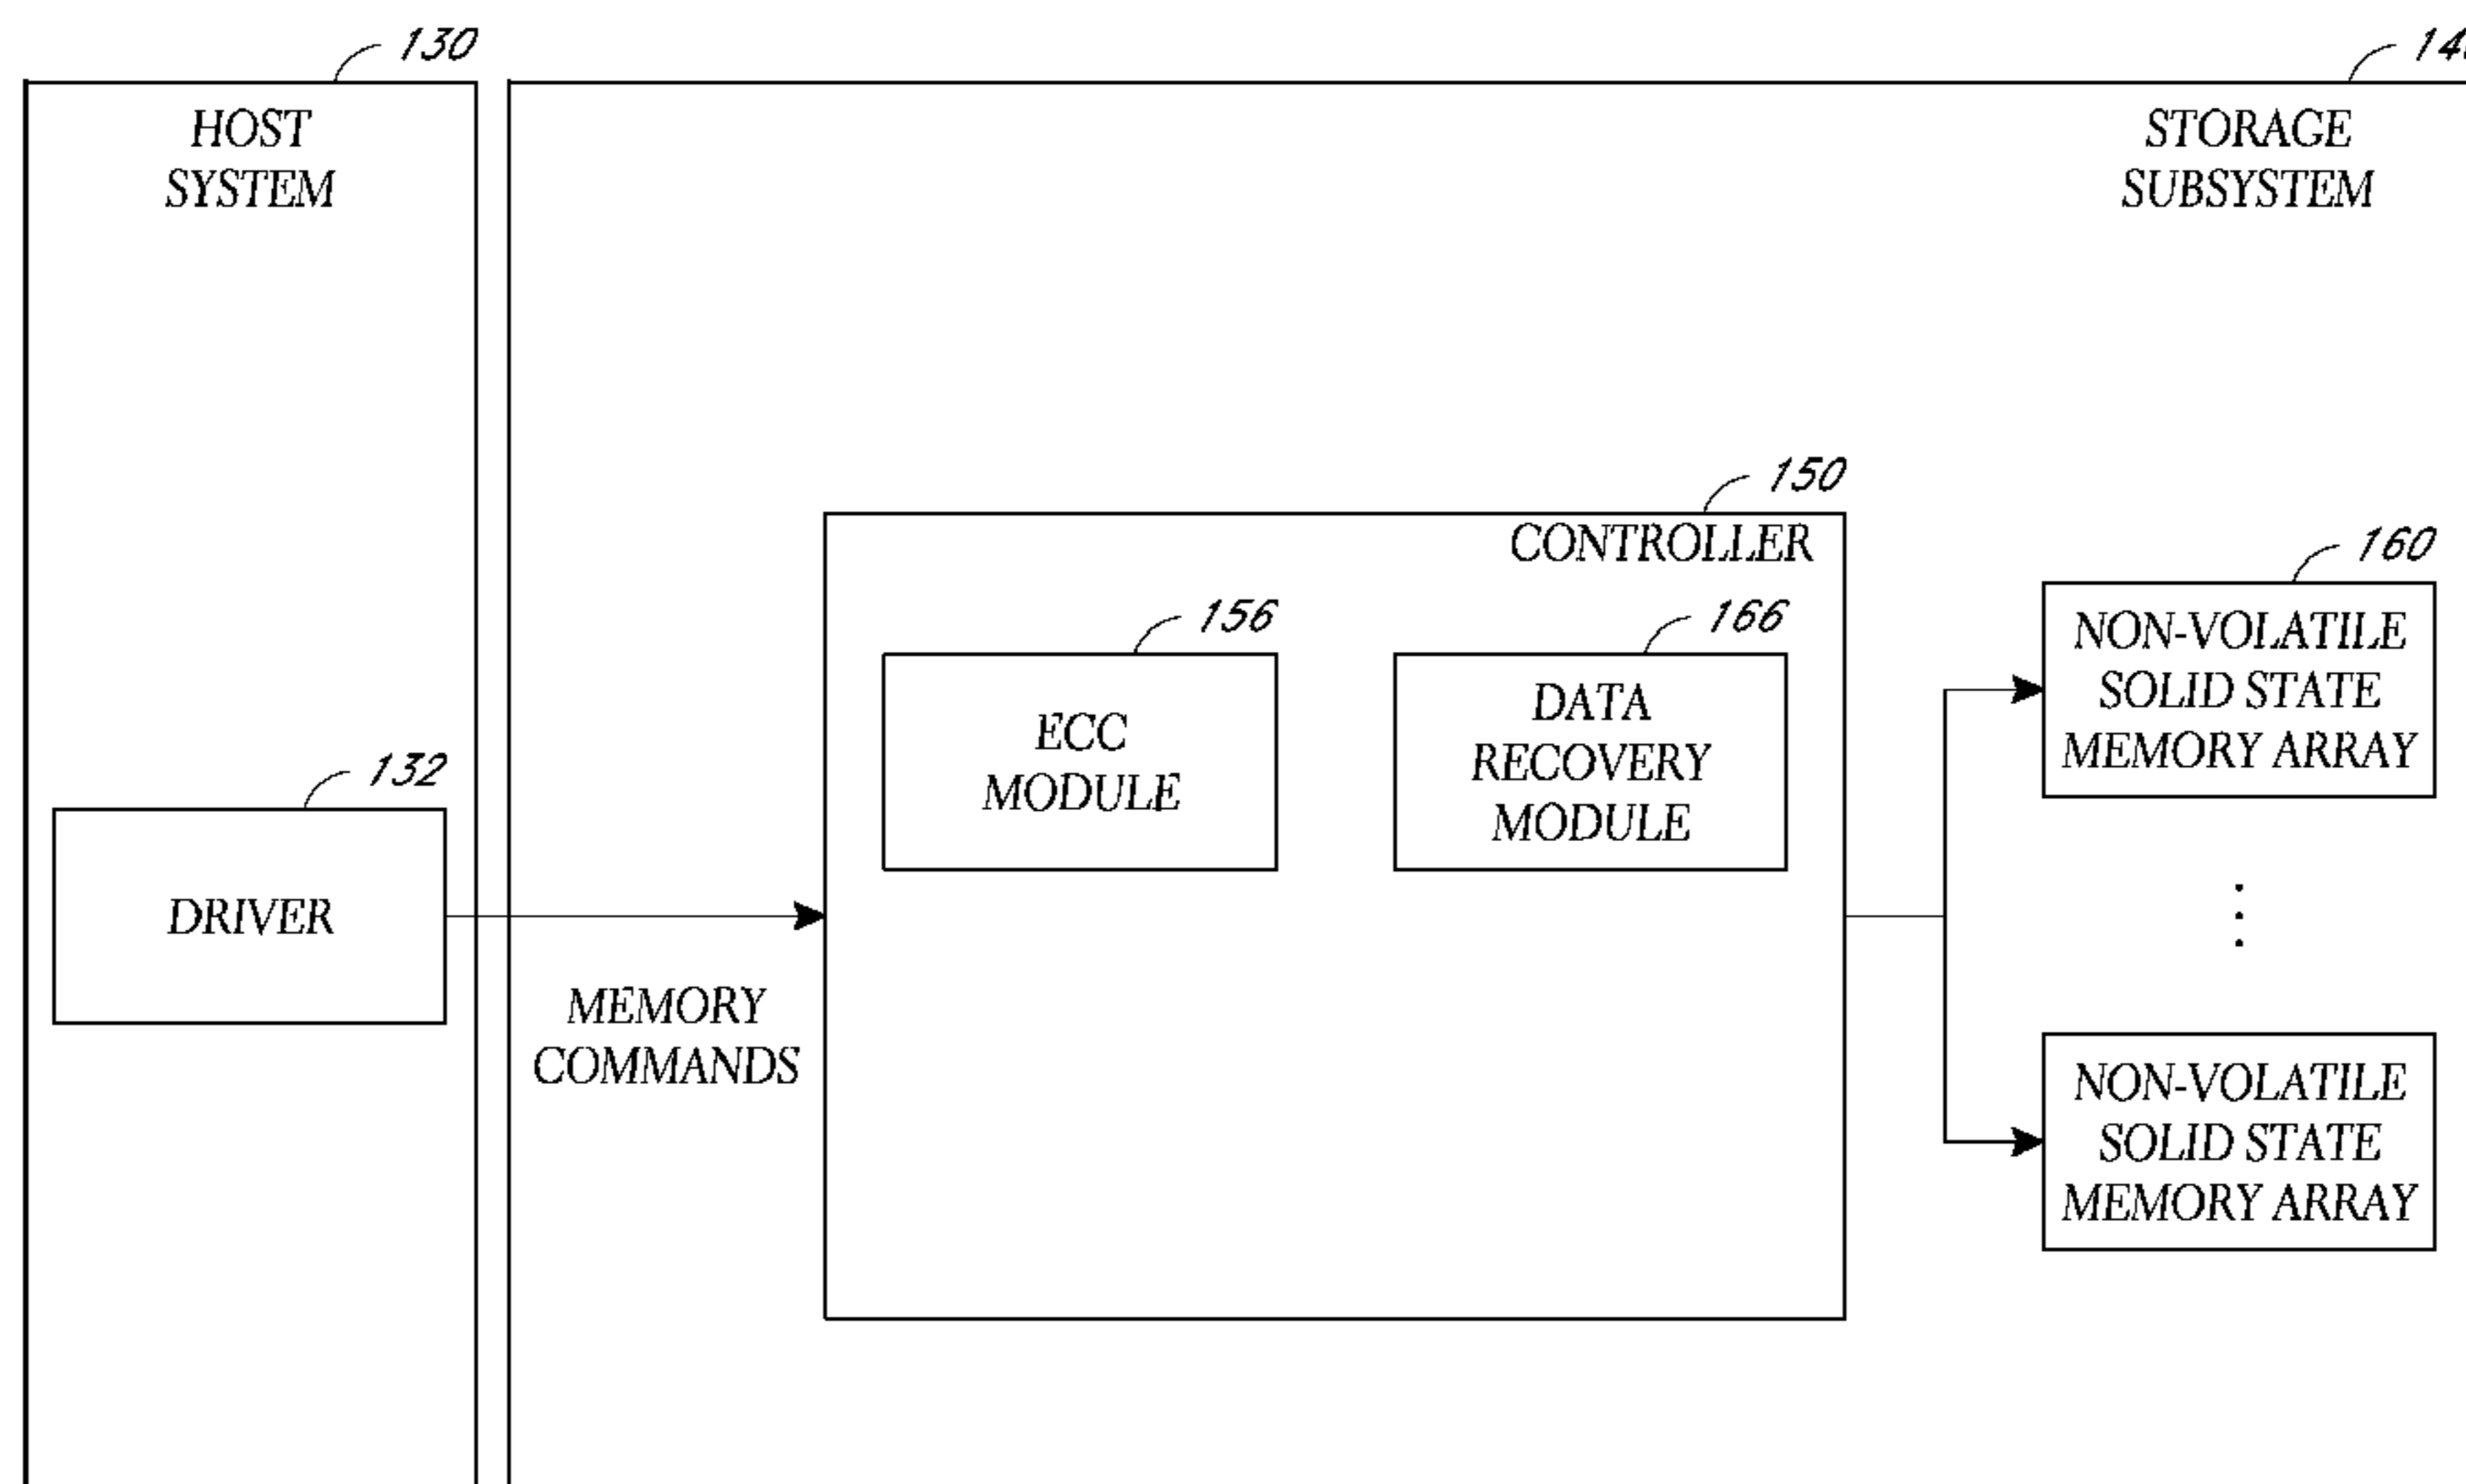 130
HOST
SYSTEM
132
DRIVER
MEMORY
COMMANDS
STORAGE
SUBSYSTEM
150
CONTROLLER
156
ECC
MODULE
166
DATA
RECOVERY
MODULE
160
NON-VOLATILE
SOLID STATE
MEMORY ARRAY
NON-VOLATILE
SOLID STATE
MEMORY ARRAY